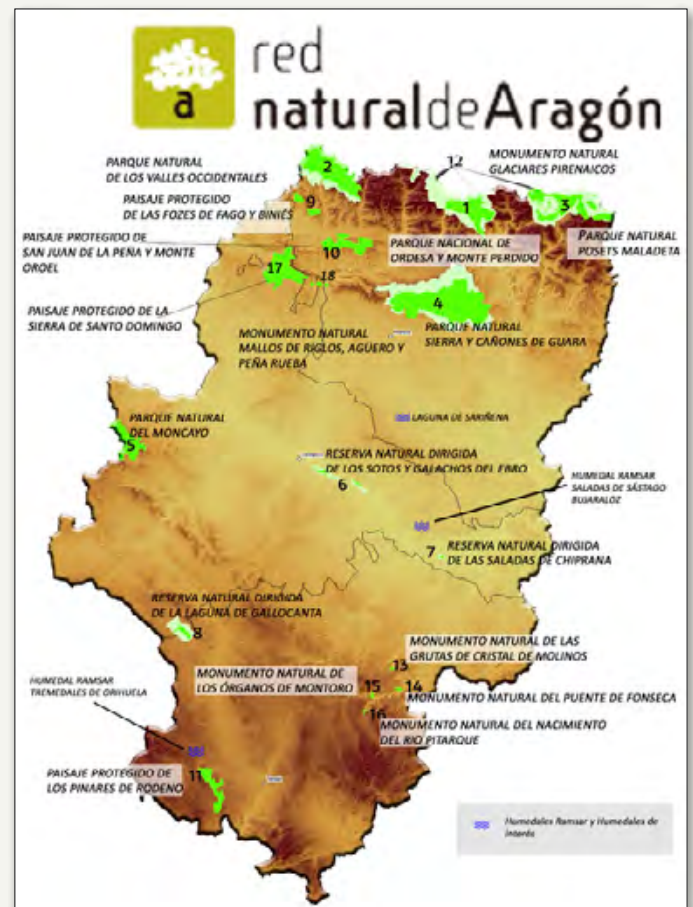 a
red
naturaldeAragón
PARQUE NATURAL
DE LOS VALLES OCCIDENTALES
2
12
MONUMENTO NATURAL
GLACIARES PIRENAICOS
PAISAJE PROTEGIDO
DE LAS FOZES DE FAGO Y BINIÉS
9
1
3
PAISAJE PROTEGIDO DE
SAN JUAN DE LA PEÑA Y MONTE
OROEL
10
PARQUE NACIONAL DE
ORDESA Y MONTE PERDIDO
PARQUE NATURAL
POSETS MALADETA
17
18
4
PAISAJE PROTEGIDO DE LA
SIERRA DE SANTO DOMINGO
MONUMENTO NATURAL
MALLOS DE RIGLOS, AGÜERO Y
PEÑA RUEBA
PARQUE NATURAL
SIERRA Y CAÑONES DE GUARA
PARQUE NATURAL
DEL MONCAYO
5
LAGUNA DE SARIÑENA
RESERVA NATURAL DIRIGIDA
DE LOS SOTOS Y GALACHOS DEL EBRO
6
HUMEDAL RAMSAR
SALADAS DE SÁSTAGO
BUJARALOZ
7
RESERVA NATURAL DIRIGIDA
DE LAS SALADAS DE CHIPRANA
RESERVA NATURAL DIRIGIDA
DE LA LAGUNA DE GALLOCANTA
8
MONUMENTO NATURAL DE LAS
GRUTAS DE CRISTAL DE MOLINOS
13
MONUMENTO NATURAL DE
LOS ÓRGANOS DE MONTORO
15
14
MONUMENTO NATURAL DEL PUENTE DE FONSECA
16
MONUMENTO NATURAL DEL NACIMIENTO
DEL RIO PITARQUE
HUMEDAL RAMSAR
TREMEDALES DE ORIHUELA
PAISAJE PROTEGIDO DE
LOS PINARES DE RODENO
11
Humedales Ramsar y Humedales de
interés